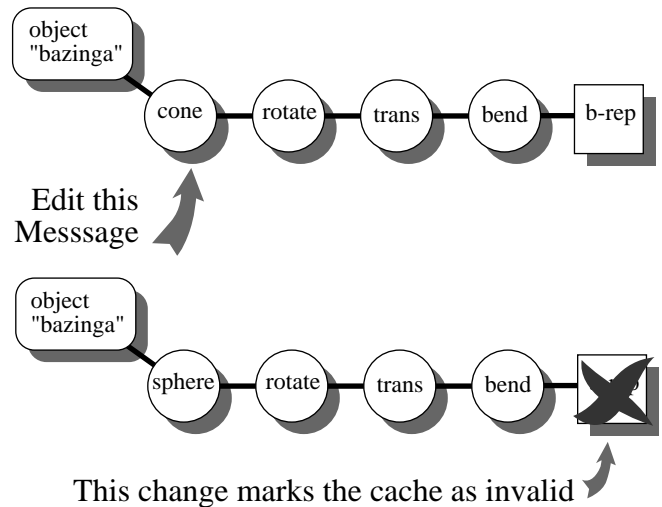 object
"bazinga"
cone
rotate
trans
bend
b-rep
Edit this
Messsage
object
"bazinga"
sphere
rotate
trans
bend
This change marks the cache as invalid